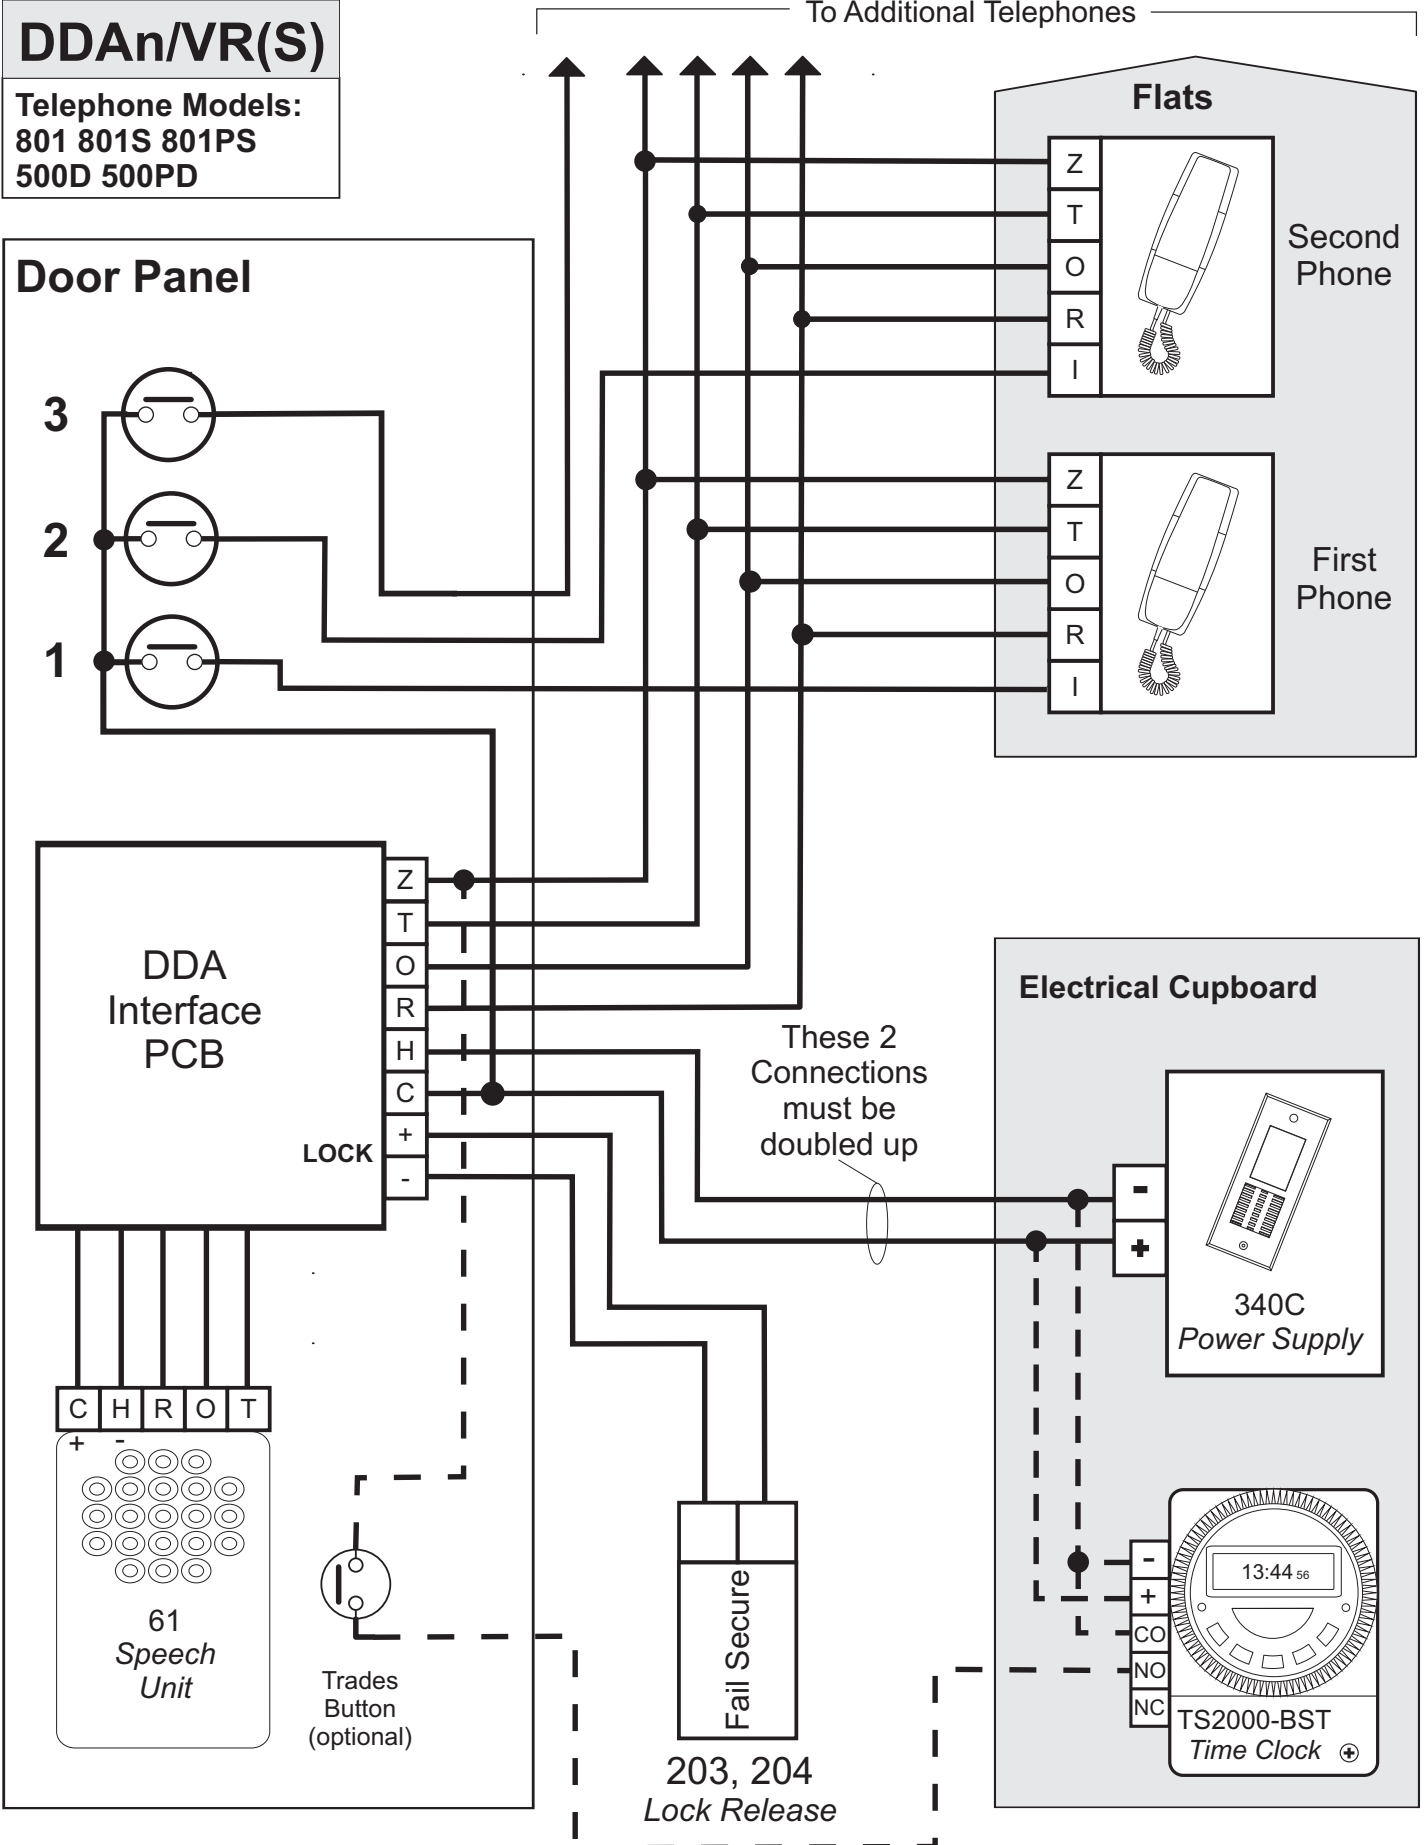 To Additional Telephones
DDAn/VR(S)
Telephone Models:
801 801S 801PS
500D 500PD
Flats
Z
T
O
R
I
Second
Phone
Door Panel
3
2
1
Z
T
O
R
I
First
Phone
DDA
Interface
PCB
LOCK
Z
T
O
R
H
C
+
-
These 2
Connections
must be
doubled up
Electrical Cupboard
-
+
340C
Power Supply
C H R O T
+ -
61
Speech
Unit
Trades
Button
(optional)
Fail Secure
203, 204
Lock Release
-
+
CO
NO
NC
13:44 56
TS2000-BST
Time Clock